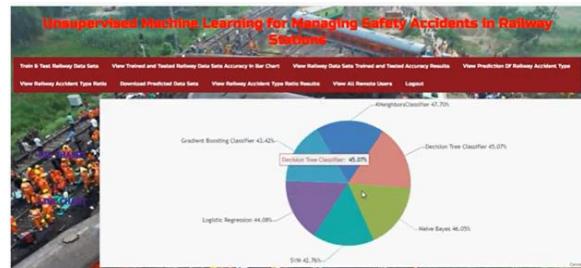 Unsupervised Machine Learning for Managing Safety Accidents in Railway
Stations
Train & Test Railway Data Sets View Trained and Tested Railway Data Sets Accuracy in Bar Chart View Railway Data Sets Trained and Tested Accuracy Results View Prediction Of Railway Accident Type
View Railway Accident Type Ratio Download Predicted Data Sets View Railway Accident Type Ratio Results View All Remote Users Logout
KNeighborsClassifier 47.70%
Gradient Boosting Classifier 43.42%
Decision Tree Classifier 45.07%
Decision Tree Classifier: 45.07%
Logistic Regression 44.08%
Naive Bayes 46.05%
SVM 42.76%